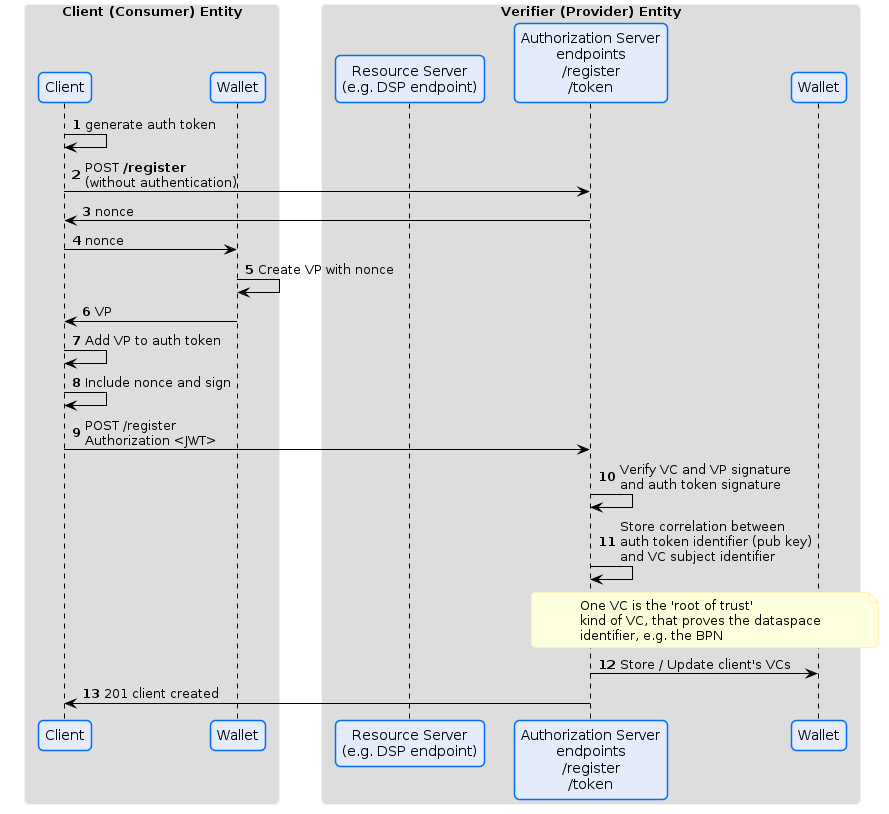 Client (Consumer) Entity
Verifier (Provider) Entity
Client
Wallet
Resource Server
(e.g. DSP endpoint)
Authorization Server
endpoints
/register
/token
Wallet
1 generate auth token
2 POST /register
(without authentication)
3 nonce
4 nonce
5 Create VP with nonce
6 VP
7 Add VP to auth token
8 Include nonce and sign
9 POST /register
Authorization <JWT>
10 Verify VC and VP signature
and auth token signature
Store correlation between
11 auth token identifier (pub key)
and VC subject identifier
One VC is the 'root of trust'
kind of VC, that proves the dataspace
identifier, e.g. the BPN
12 Store / Update client's VCs
13 201 client created
Client
Wallet
Resource Server
(e.g. DSP endpoint)
Authorization Server
endpoints
/register
/token
Wallet